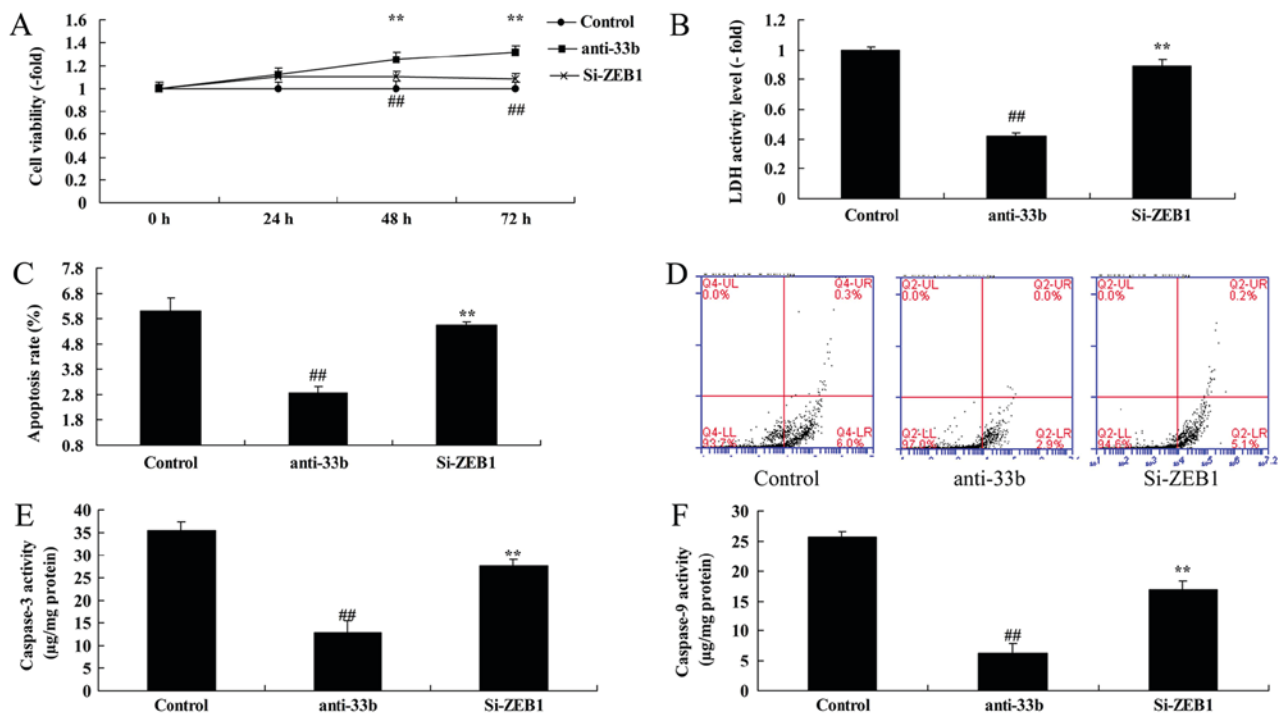 A
Cell viability (-fold)
1.6
1.4
1.2
1
0.8
0.6
0.4
0.2
0
**
**
##
##
0 h
24 h
48 h
72 h
Control
anti-33b
Si-ZEB1
B
LDH activtiy level (- fold)
1.2
1
0.8
0.6
0.4
0.2
0
##
**
Control
anti-33b
Si-ZEB1
C
Apoptosis rate (%)
7.8
6.8
5.8
4.8
3.8
2.8
1.8
0.8
##
**
Control
anti-33b
Si-ZEB1
D
Q4-UL
0.0%
Q4-UR
0.3%
Q4-LL
93.7%
Q4-LR
6.0%
Control
Q2-UL
0.0%
Q2-UR
0.0%
Q2-LL
97.0%
Q2-LR
2.9%
anti-33b
Q2-UL
0.0%
Q2-UR
0.2%
Q2-LL
94.6%
Q2-LR
5.1%
Si-ZEB1
E
Caspase-3 activity
(µg/mg protein)
40
35
30
25
20
15
10
5
0
##
**
Control
anti-33b
Si-ZEB1
F
Caspase-9 activity
(µg/mg protein)
30
25
20
15
10
5
0
##
**
Control
anti-33b
Si-ZEB1